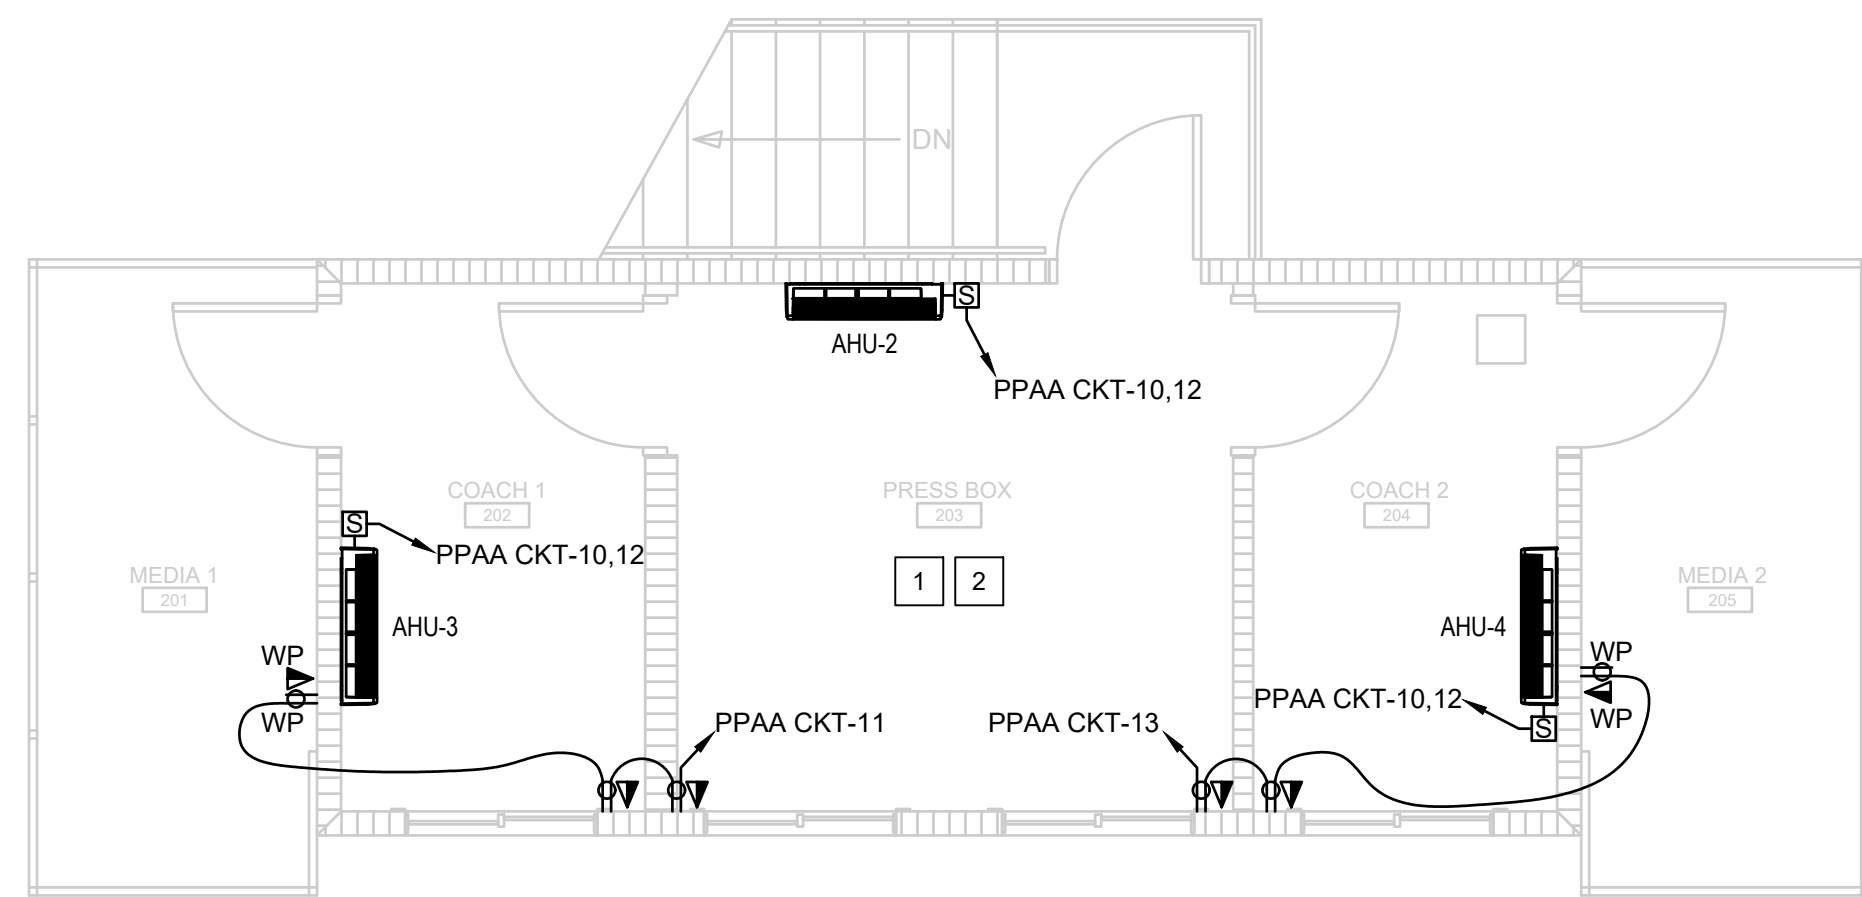 DN
S
AHU-2
PPAA CKT-10,12
COACH 1
202
PRESS BOX
203
COACH 2
204
S
PPAA CKT-10,12
MEDIA 1
201
1
2
MEDIA 2
205
AHU-3
AHU-4
WP
WP
WP
WP
PPAA CKT-10,12
S
PPAA CKT-11
PPAA CKT-13